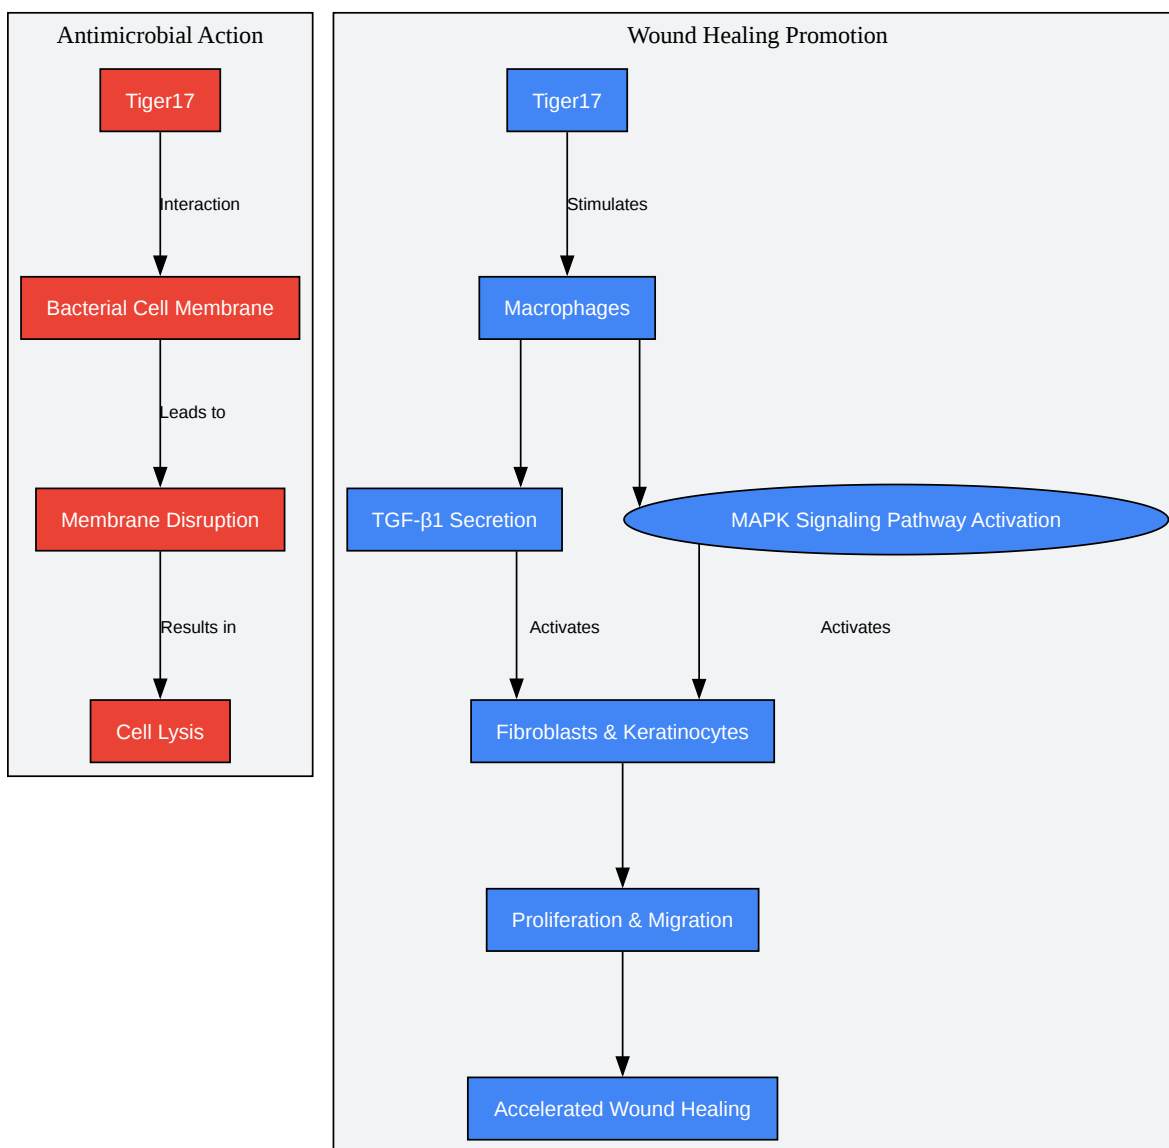 Antimicrobial Action
Tiger17
Interaction
Bacterial Cell Membrane
Leads to
Membrane Disruption
Results in
Cell Lysis
Wound Healing Promotion
Tiger17
Stimulates
Macrophages
TGF-β1 Secretion
MAPK Signaling Pathway Activation
Activates
Activates
Fibroblasts & Keratinocytes
Proliferation & Migration
Accelerated Wound Healing